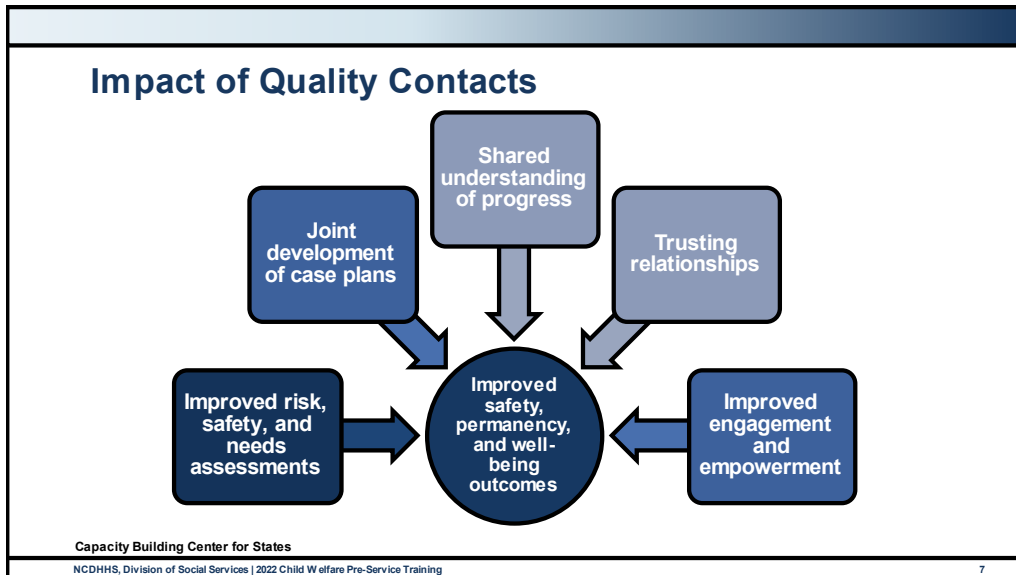 Impact of Quality Contacts
Shared
understanding
of progress
Joint
development
of case plans
Trusting
relationships
Improved risk,
safety, and
needs
assessments
Improved
safety,
permanency,
and well-
being
outcomes
Improved
engagement
and
empowerment
Capacity Building Center for States
NCDHHS, Division of Social Services | 2022 Child Welfare Pre-Service Training
7